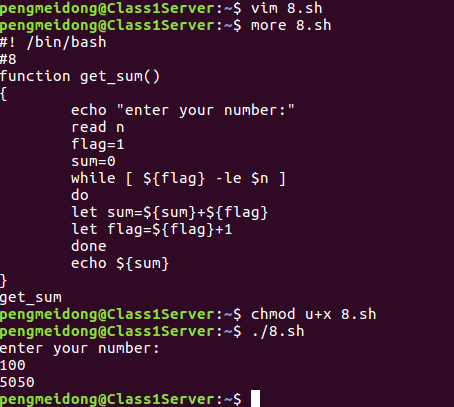 pengmeidong@Class1Server:~$ vim 8.sh
pengmeidong@Class1Server:~$ more 8.sh
#! /bin/bash
#8
function get_sum()
{
        echo "enter your number:"
        read n
        flag=1
        sum=0
        while [ ${flag} -le $n ]
        do
        let sum=${sum}+${flag}
        let flag=${flag}+1
        done
        echo ${sum}
}
get_sum
pengmeidong@Class1Server:~$ chmod u+x 8.sh
pengmeidong@Class1Server:~$ ./8.sh
enter your number:
100
5050
pengmeidong@Class1Server:~$